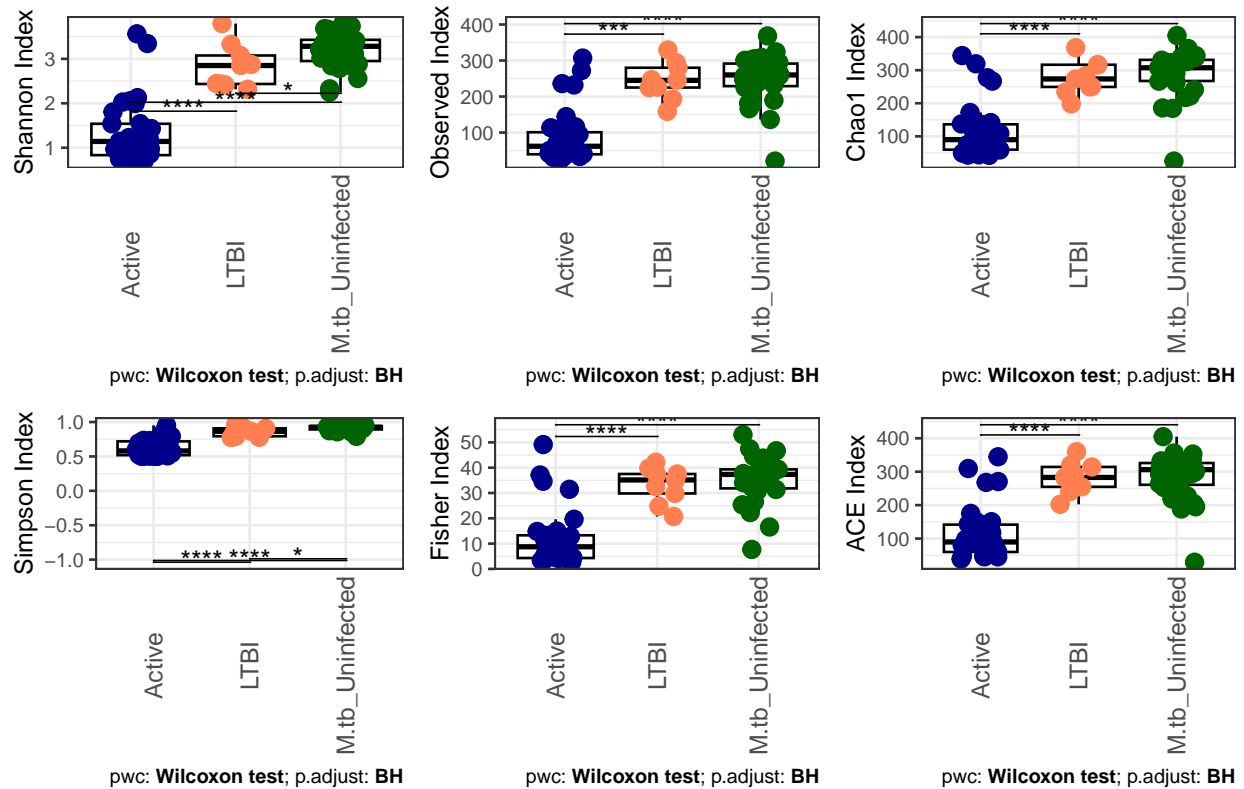 Shannon Index
3
2
1
****
****
*
Active
LTBI
M.tb_Uninfected
pwc: Wilcoxon test; p.adjust: BH
Observed Index
400
300
200
100
***
****
Active
LTBI
M.tb_Uninfected
pwc: Wilcoxon test; p.adjust: BH
Chao1 Index
400
300
200
100
****
****
Active
LTBI
M.tb_Uninfected
pwc: Wilcoxon test; p.adjust: BH
Simpson Index
1.0
0.5
0.0
−0.5
−1.0
**** **** *
Active
LTBI
M.tb_Uninfected
pwc: Wilcoxon test; p.adjust: BH
Fisher Index
50
40
30
20
10
0
****
****
Active
LTBI
M.tb_Uninfected
pwc: Wilcoxon test; p.adjust: BH
ACE Index
400
300
200
100
****
****
Active
LTBI
M.tb_Uninfected
pwc: Wilcoxon test; p.adjust: BH